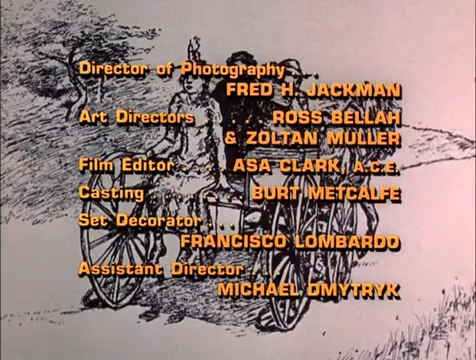 Director of Photography . . .
FRED H. JACKMAN
Art Directors . . . . . ROSS BELLAH
& ZOLTAN MULLER
Film Editor . . . . ASA CLARK, A.C.E.
Casting . . . . . BURT METCALFE
Set Decorator . . .
FRANCISCO LOMBARDO
Assistant Director . . .
MICHAEL DMYTRYK